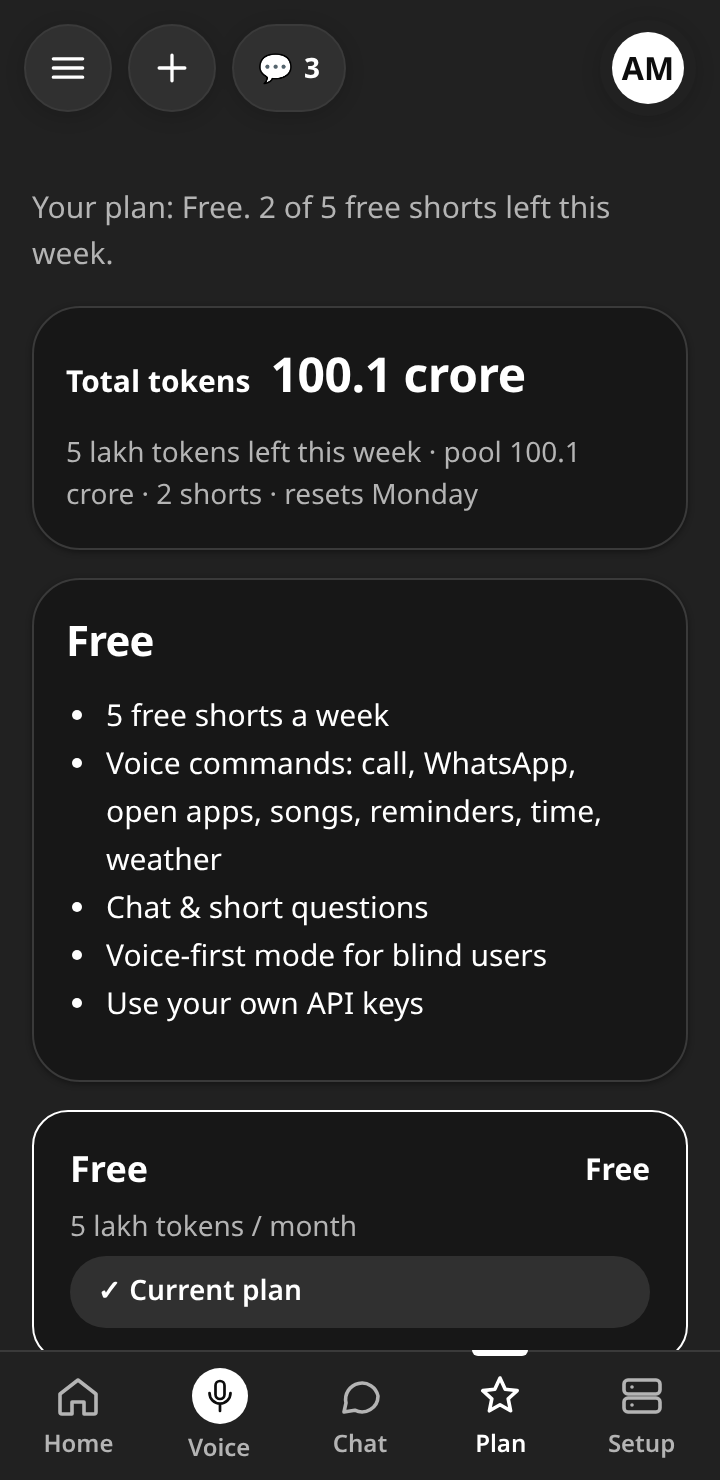 💬 3
AM
Your plan: Free. 2 of 5 free shorts left this
week.
Total tokens 100.1 crore
5 lakh tokens left this week · pool 100.1
crore · 2 shorts · resets Monday
Free
• 5 free shorts a week
• Voice commands: call, WhatsApp,
open apps, songs, reminders, time,
weather
• Chat & short questions
• Voice-first mode for blind users
• Use your own API keys
Free Free
5 lakh tokens / month
✓ Current plan
Home Voice Chat Plan Setup